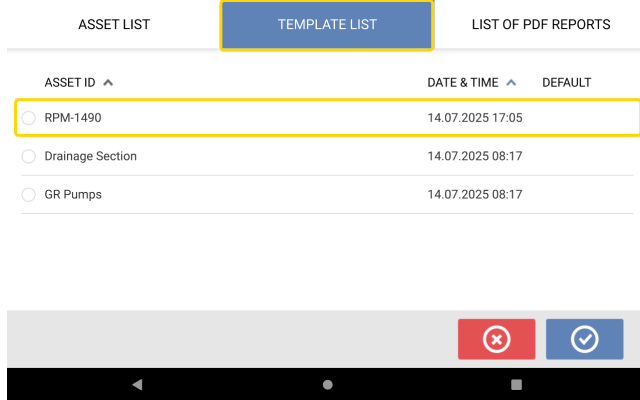 ASSET LIST TEMPLATE LIST LIST OF PDF REPORTS
ASSET ID DATE & TIME DEFAULT
RPM-1490 14.07.2025 17:05
Drainage Section 14.07.2025 08:17
GR Pumps 14.07.2025 08:17